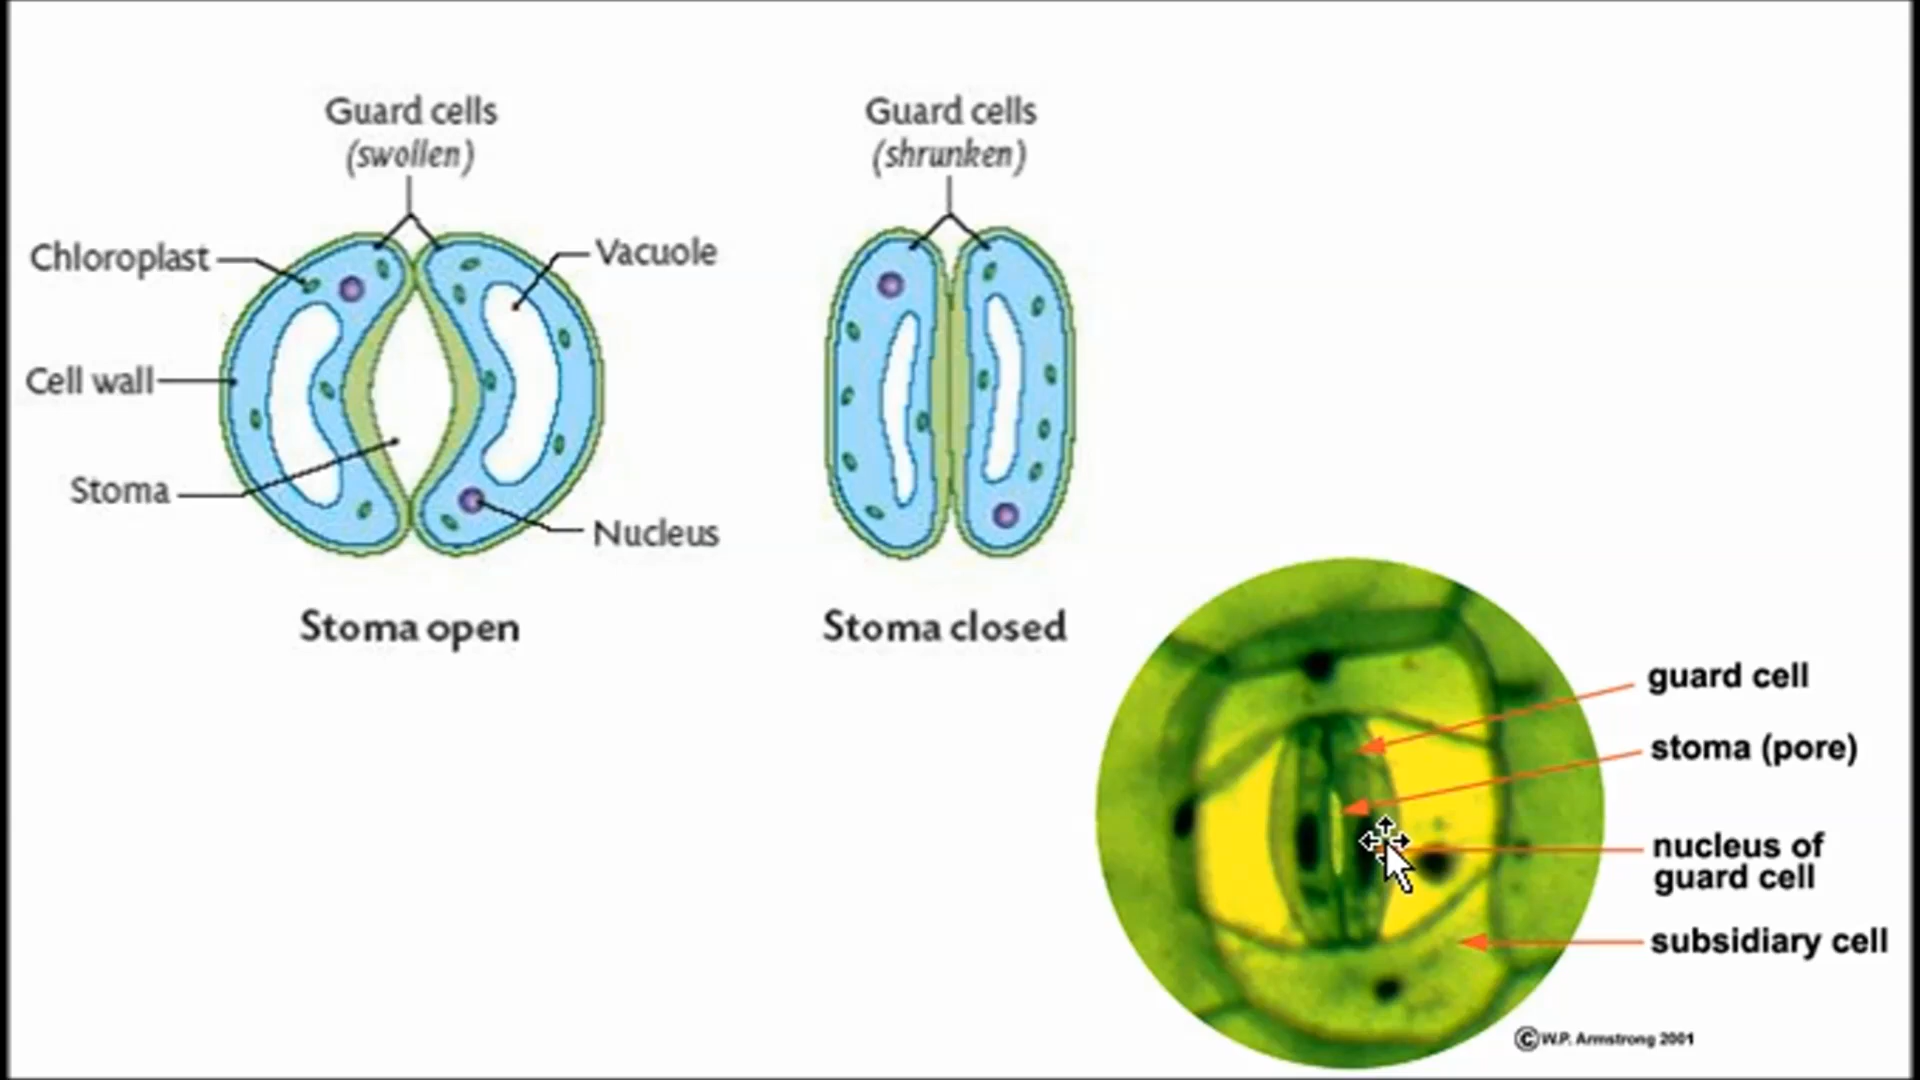 Guard cells
(swollen)
Guard cells
(shrunken)
Chloroplast
Vacuole
Cell wall
Stoma
Nucleus
Stoma open
Stoma closed
guard cell
stoma (pore)
nucleus of
guard cell
subsidiary cell
©W.P. Armstrong 2001